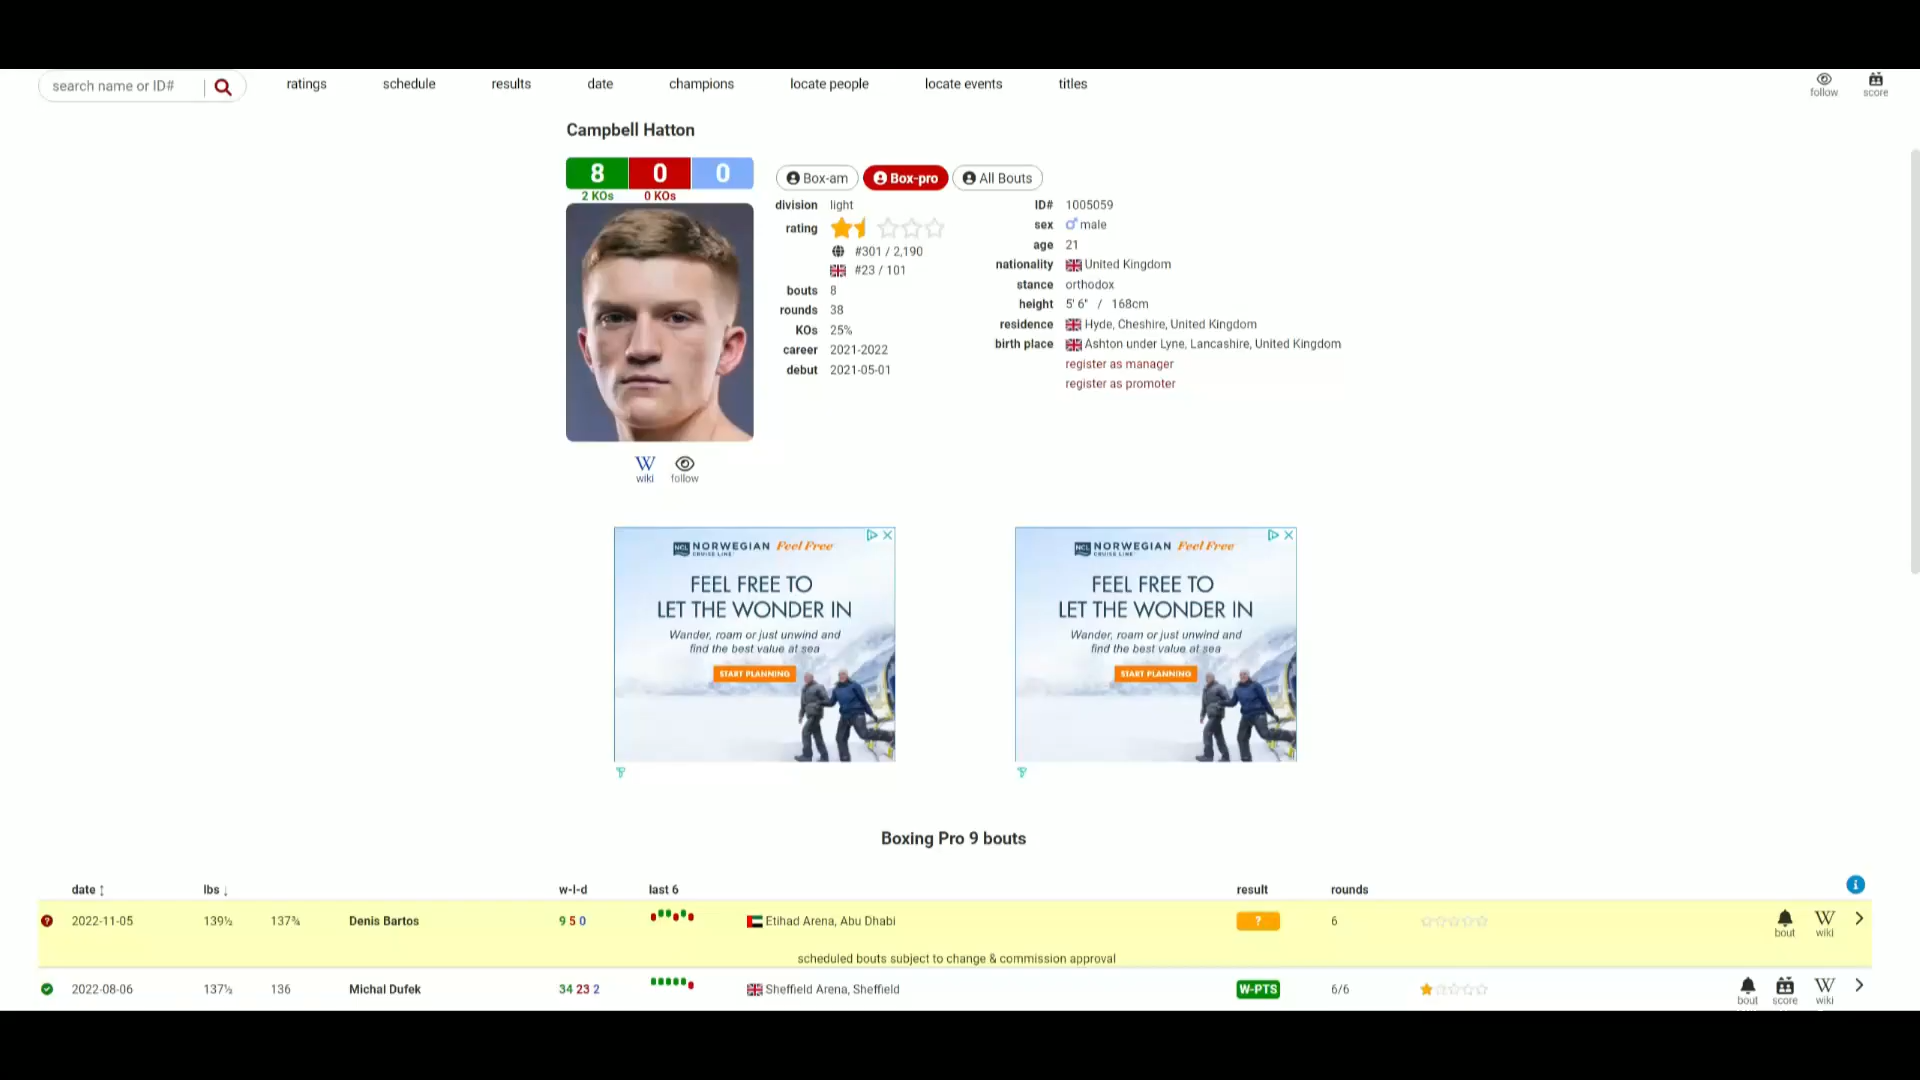 search name or ID#
ratings
schedule
results
date
champions
locate people
locate events
titles
follow
score
Campbell Hatton
8 0 0
2 KOs 0 KOs
Box-am
Box-pro
All Bouts
division light
rating
#301 / 2,190
#23 / 101
bouts 8
rounds 38
KOs 25%
career 2021-2022
debut 2021-05-01
ID# 1005059
sex male
age 21
nationality United Kingdom
stance orthodox
height 5' 6" / 168cm
residence Hyde, Cheshire, United Kingdom
birth place Ashton under Lyne, Lancashire, United Kingdom
register as manager
register as promoter
W
wiki
follow
NCL NORWEGIAN Feel Free
CRUISE LINE
FEEL FREE TO
LET THE WONDER IN
Wander, roam or just unwind and
find the best value at sea
START PLANNING
NCL NORWEGIAN Feel Free
CRUISE LINE
FEEL FREE TO
LET THE WONDER IN
Wander, roam or just unwind and
find the best value at sea
START PLANNING
Boxing Pro 9 bouts
date lbs w-l-d last 6 result rounds
? 2022-11-05 139½ 137¾ Denis Bartos 9 5 0 Etihad Arena, Abu Dhabi ? 6 W
bout wiki
scheduled bouts subject to change & commission approval
2022-08-06 137½ 136 Michal Dufek 34 23 2 Sheffield Arena, Sheffield W-PTS 6/6 W
bout score wiki